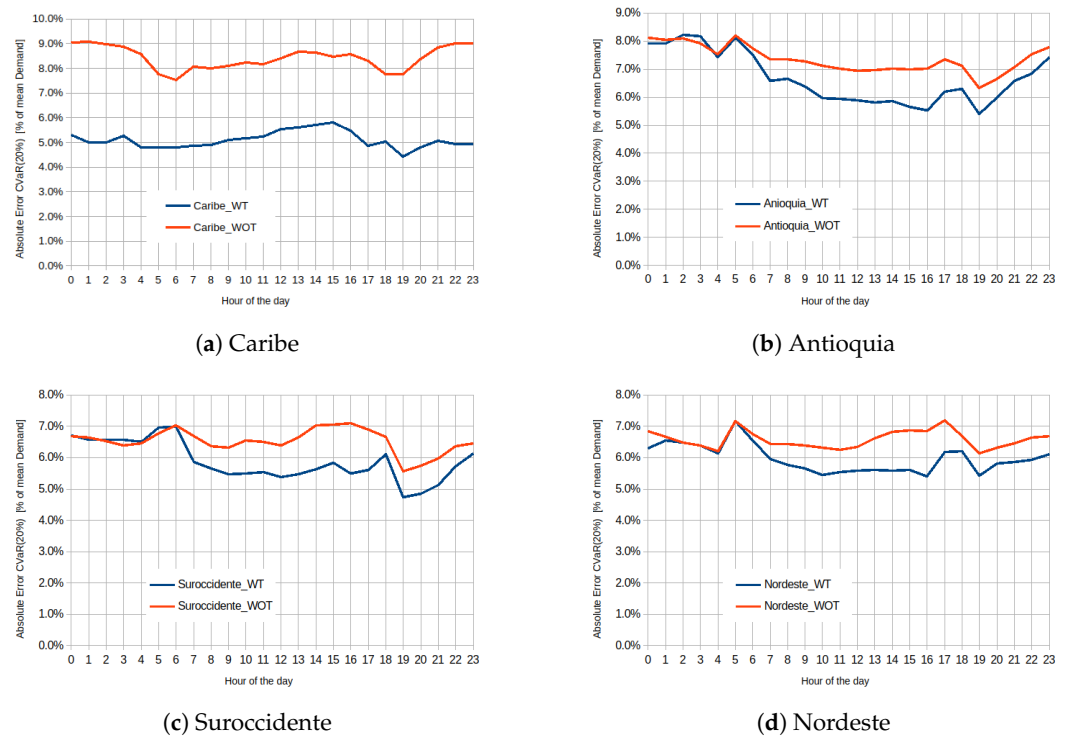 10.0%
9.0%
8.0%
7.0%
6.0%
5.0%
4.0%
3.0%
2.0%
1.0%
0.0%
Absolute Error CVaR(20%) [% of mean Demand]
Caribe_WT
Caribe_WOT
0 1 2 3 4 5 6 7 8 9 10 11 12 13 14 15 16 17 18 19 20 21 22 23
Hour of the day
(a) Caribe
9.0%
8.0%
7.0%
6.0%
5.0%
4.0%
3.0%
2.0%
1.0%
0.0%
Absolute Error CVaR(20%) [% of mean Demand]
Anioquia_WT
Antioquia_WOT
0 1 2 3 4 5 6 7 8 9 10 11 12 13 14 15 16 17 18 19 20 21 22 23
Hour of the day
(b) Antioquia
8.0%
7.0%
6.0%
5.0%
4.0%
3.0%
2.0%
1.0%
0.0%
Absolute Error CVaR(20%) [% of mean Demand]
Suroccidente_WT
Suroccidente_WOT
0 1 2 3 4 5 6 7 8 9 10 11 12 13 14 15 16 17 18 19 20 21 22 23
Hour of the day
(c) Suroccidente
8.0%
7.0%
6.0%
5.0%
4.0%
3.0%
2.0%
1.0%
0.0%
Absolute Error CVaR(20%) [% of mean Demand]
Nordeste_WT
Nordeste_WOT
0 1 2 3 4 5 6 7 8 9 10 11 12 13 14 15 16 17 18 19 20 21 22 23
Hour of the day
(d) Nordeste